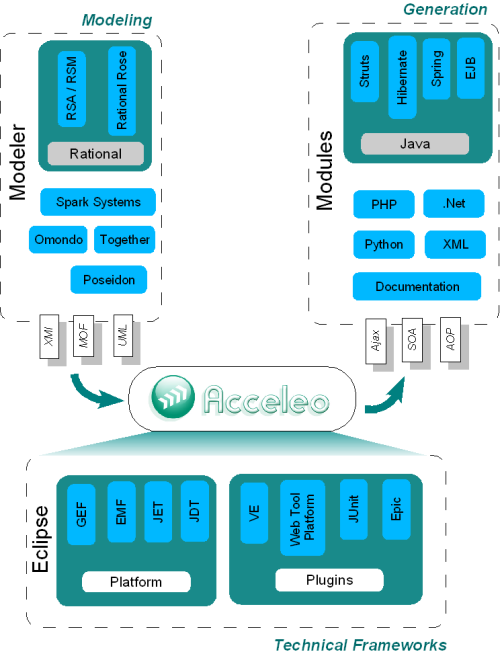 Modeling
Generation
Modeler
RSA / RSM
Rational Rose
Rational
Spark Systems
Omondo
Together
Poseidon
XMI
MOF
UML
Modules
Struts
Hibernate
Spring
EJB
Java
PHP
.Net
Python
XML
Documentation
Ajax
SOA
AOP
Acceleo
Eclipse
GEF
EMF
JET
JDT
Platform
VE
Web Tool
Platform
JUnit
Epic
Plugins
Technical Frameworks